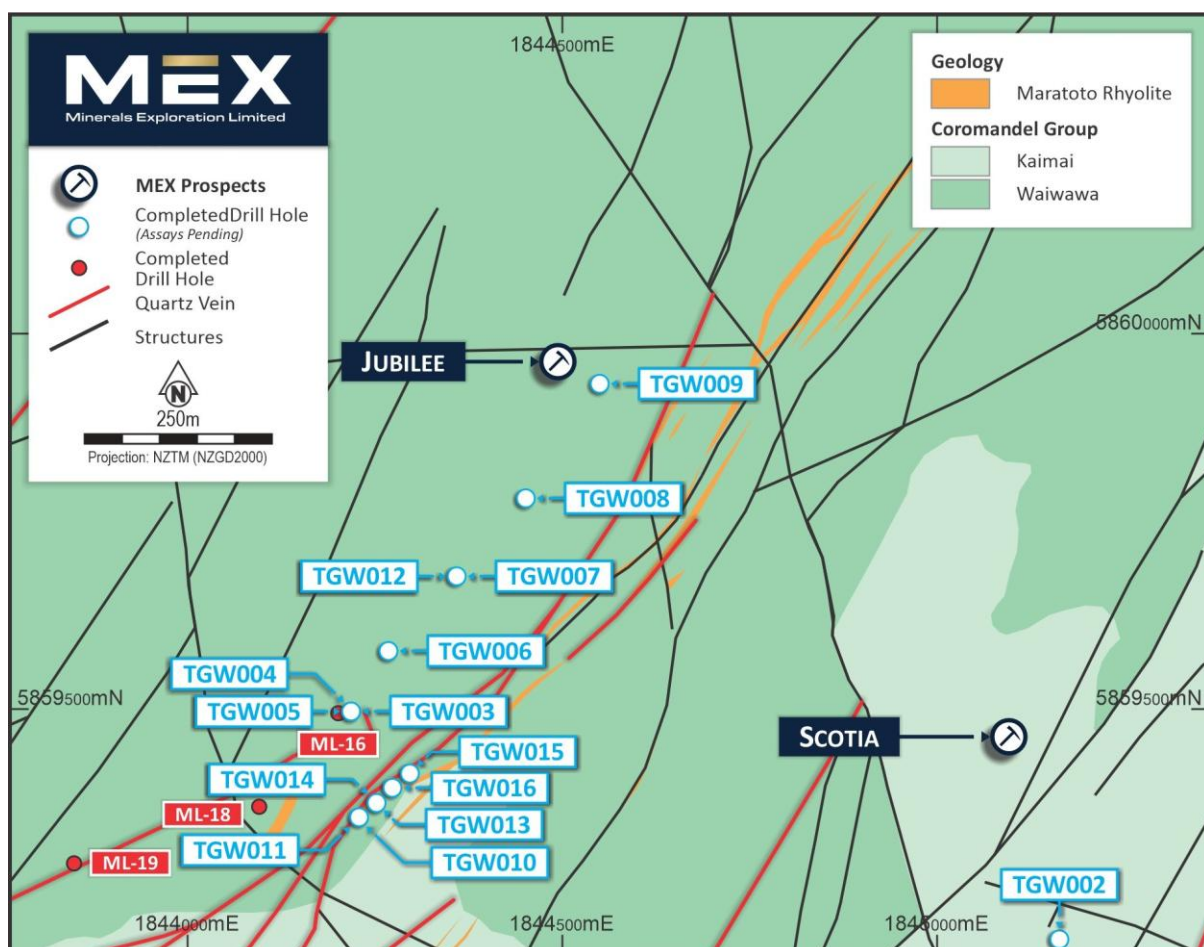 MEX
Minerals Exploration Limited
MEX Prospects
CompletedDrill Hole
(Assays Pending)
Completed
Drill Hole
Quartz Vein
Structures
N
250m
Projection: NZTM (NZGD2000)
1844500mE
Geology
Maratoto Rhyolite
Coromandel Group
Kaimai
Waiwawa
5860000mN
JUBILEE
TGW009
TGW008
TGW012
TGW007
TGW006
TGW004
5859500mN
TGW005
TGW003
5859500mN
ML-16
SCOTIA
TGW015
TGW014
TGW016
ML-18
TGW013
TGW011
TGW010
ML-19
TGW002
1844000mE
1844500mE
1845000mE